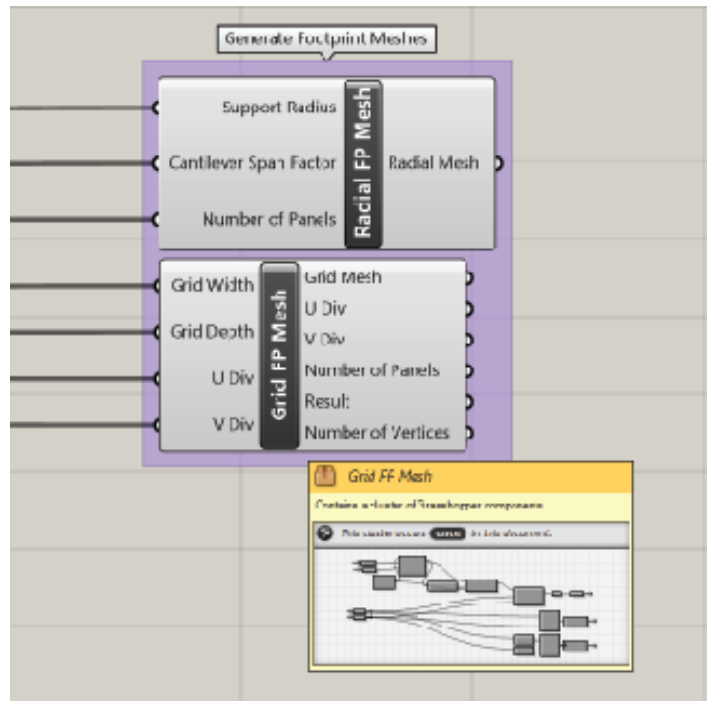 Generate Footprint Meshes
Support Radius
Cantilever Span Factor
Number of Panels
Radial FP Mesh
Radial Mesh
Grid Width
Grid Depth
U Div
V Div
Grid FP Mesh
Grid Mesh
U Div
V Div
Number of Panels
Result
Number of Vertices
Grid FP Mesh
Contains a cluster of Grasshopper components